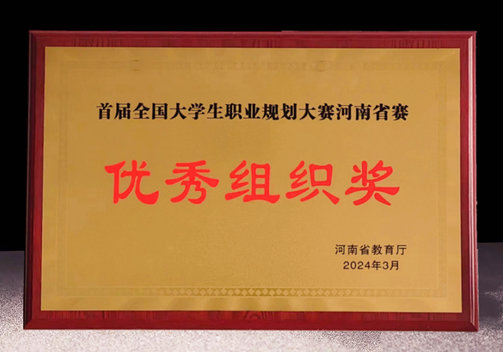 首届全国大学生职业规划大赛河南省赛
优秀组织奖
河南省教育厅
2024年3月